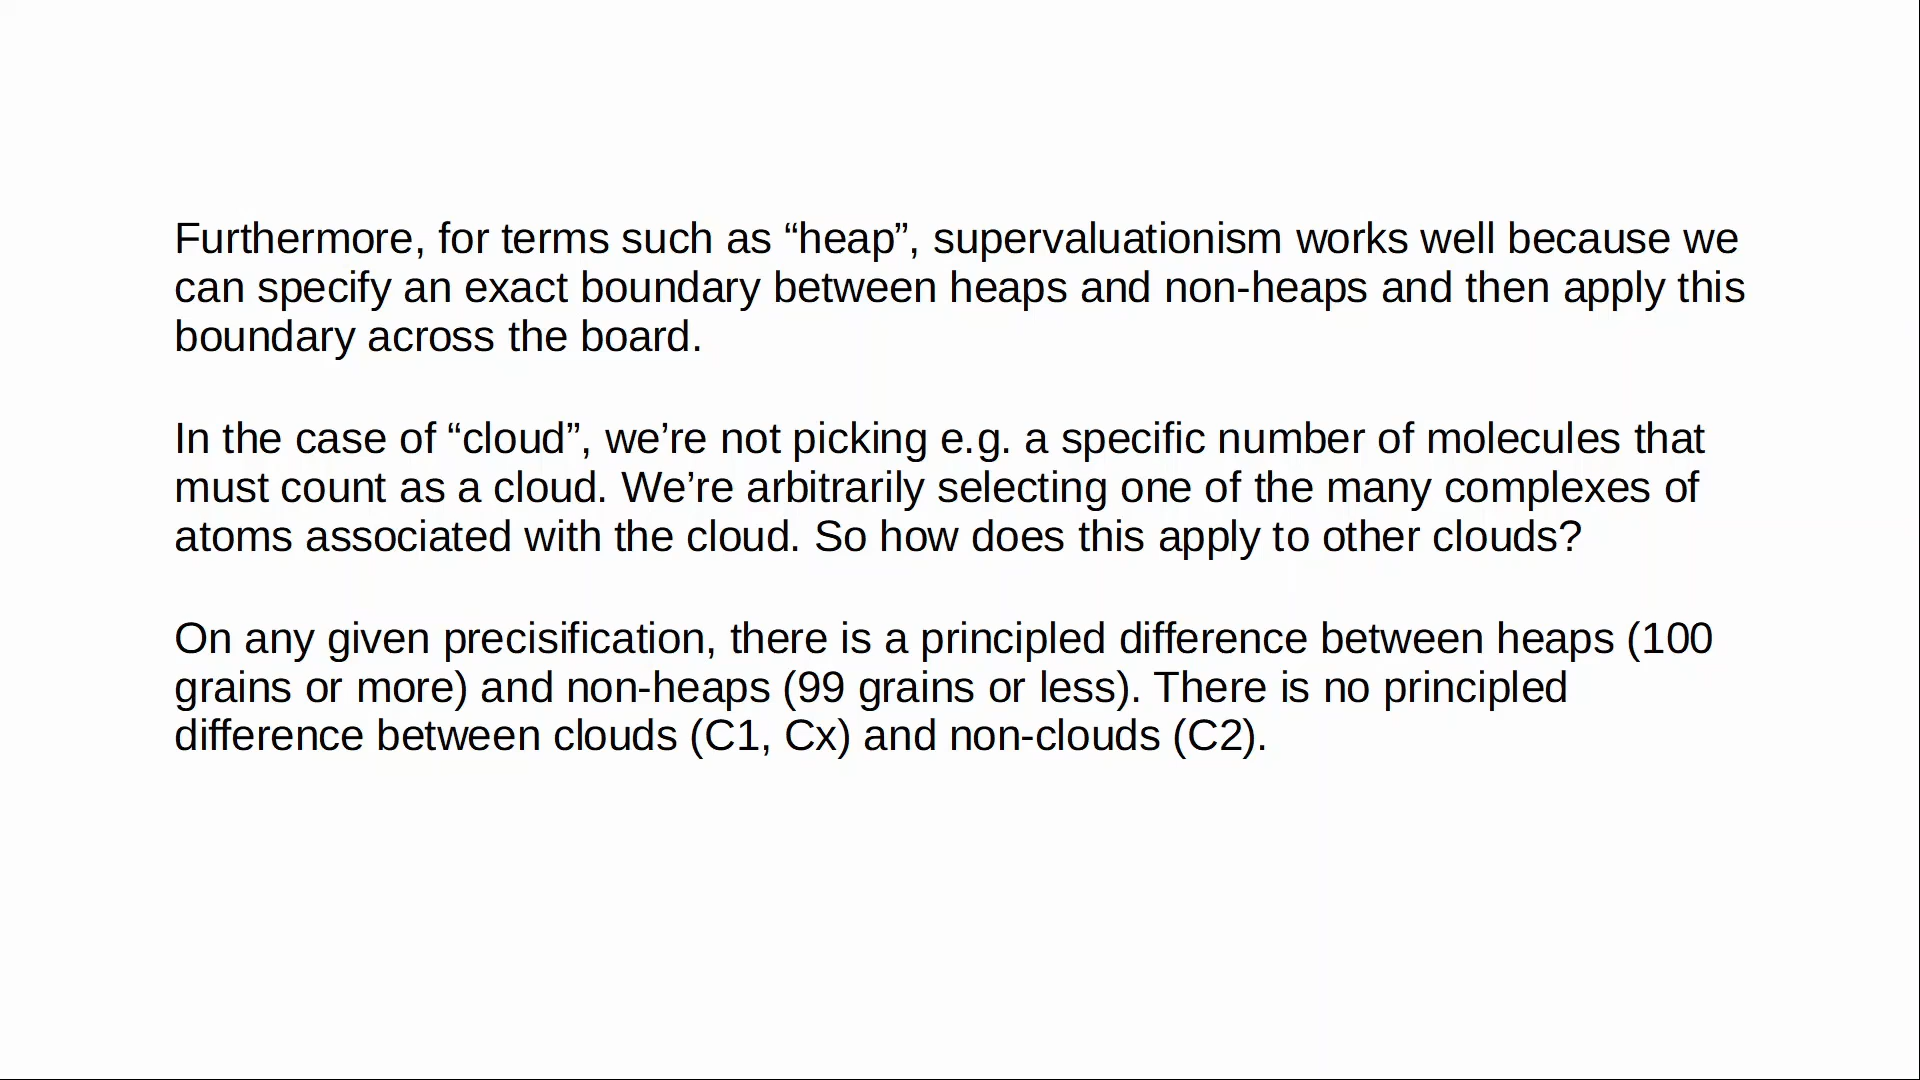 Furthermore, for terms such as “heap”, supervaluationism works well because we
can specify an exact boundary between heaps and non-heaps and then apply this
boundary across the board.
In the case of “cloud”, we’re not picking e.g. a specific number of molecules that
must count as a cloud. We’re arbitrarily selecting one of the many complexes of
atoms associated with the cloud. So how does this apply to other clouds?
On any given precisification, there is a principled difference between heaps (100
grains or more) and non-heaps (99 grains or less). There is no principled
difference between clouds (C1, Cx) and non-clouds (C2).